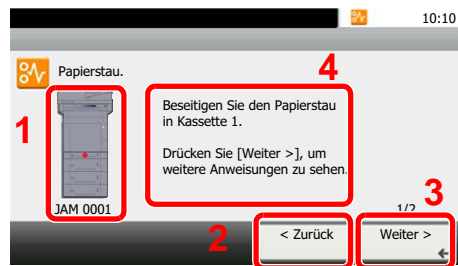 10:10
Papierstau.
4
1
Beseitigen Sie den Papierstau
in Kassette 1.
Drücken Sie [Weiter >], um
weitere Anweisungen zu sehen.
JAM 0001
1/2
3
2
< Zurück
Weiter >